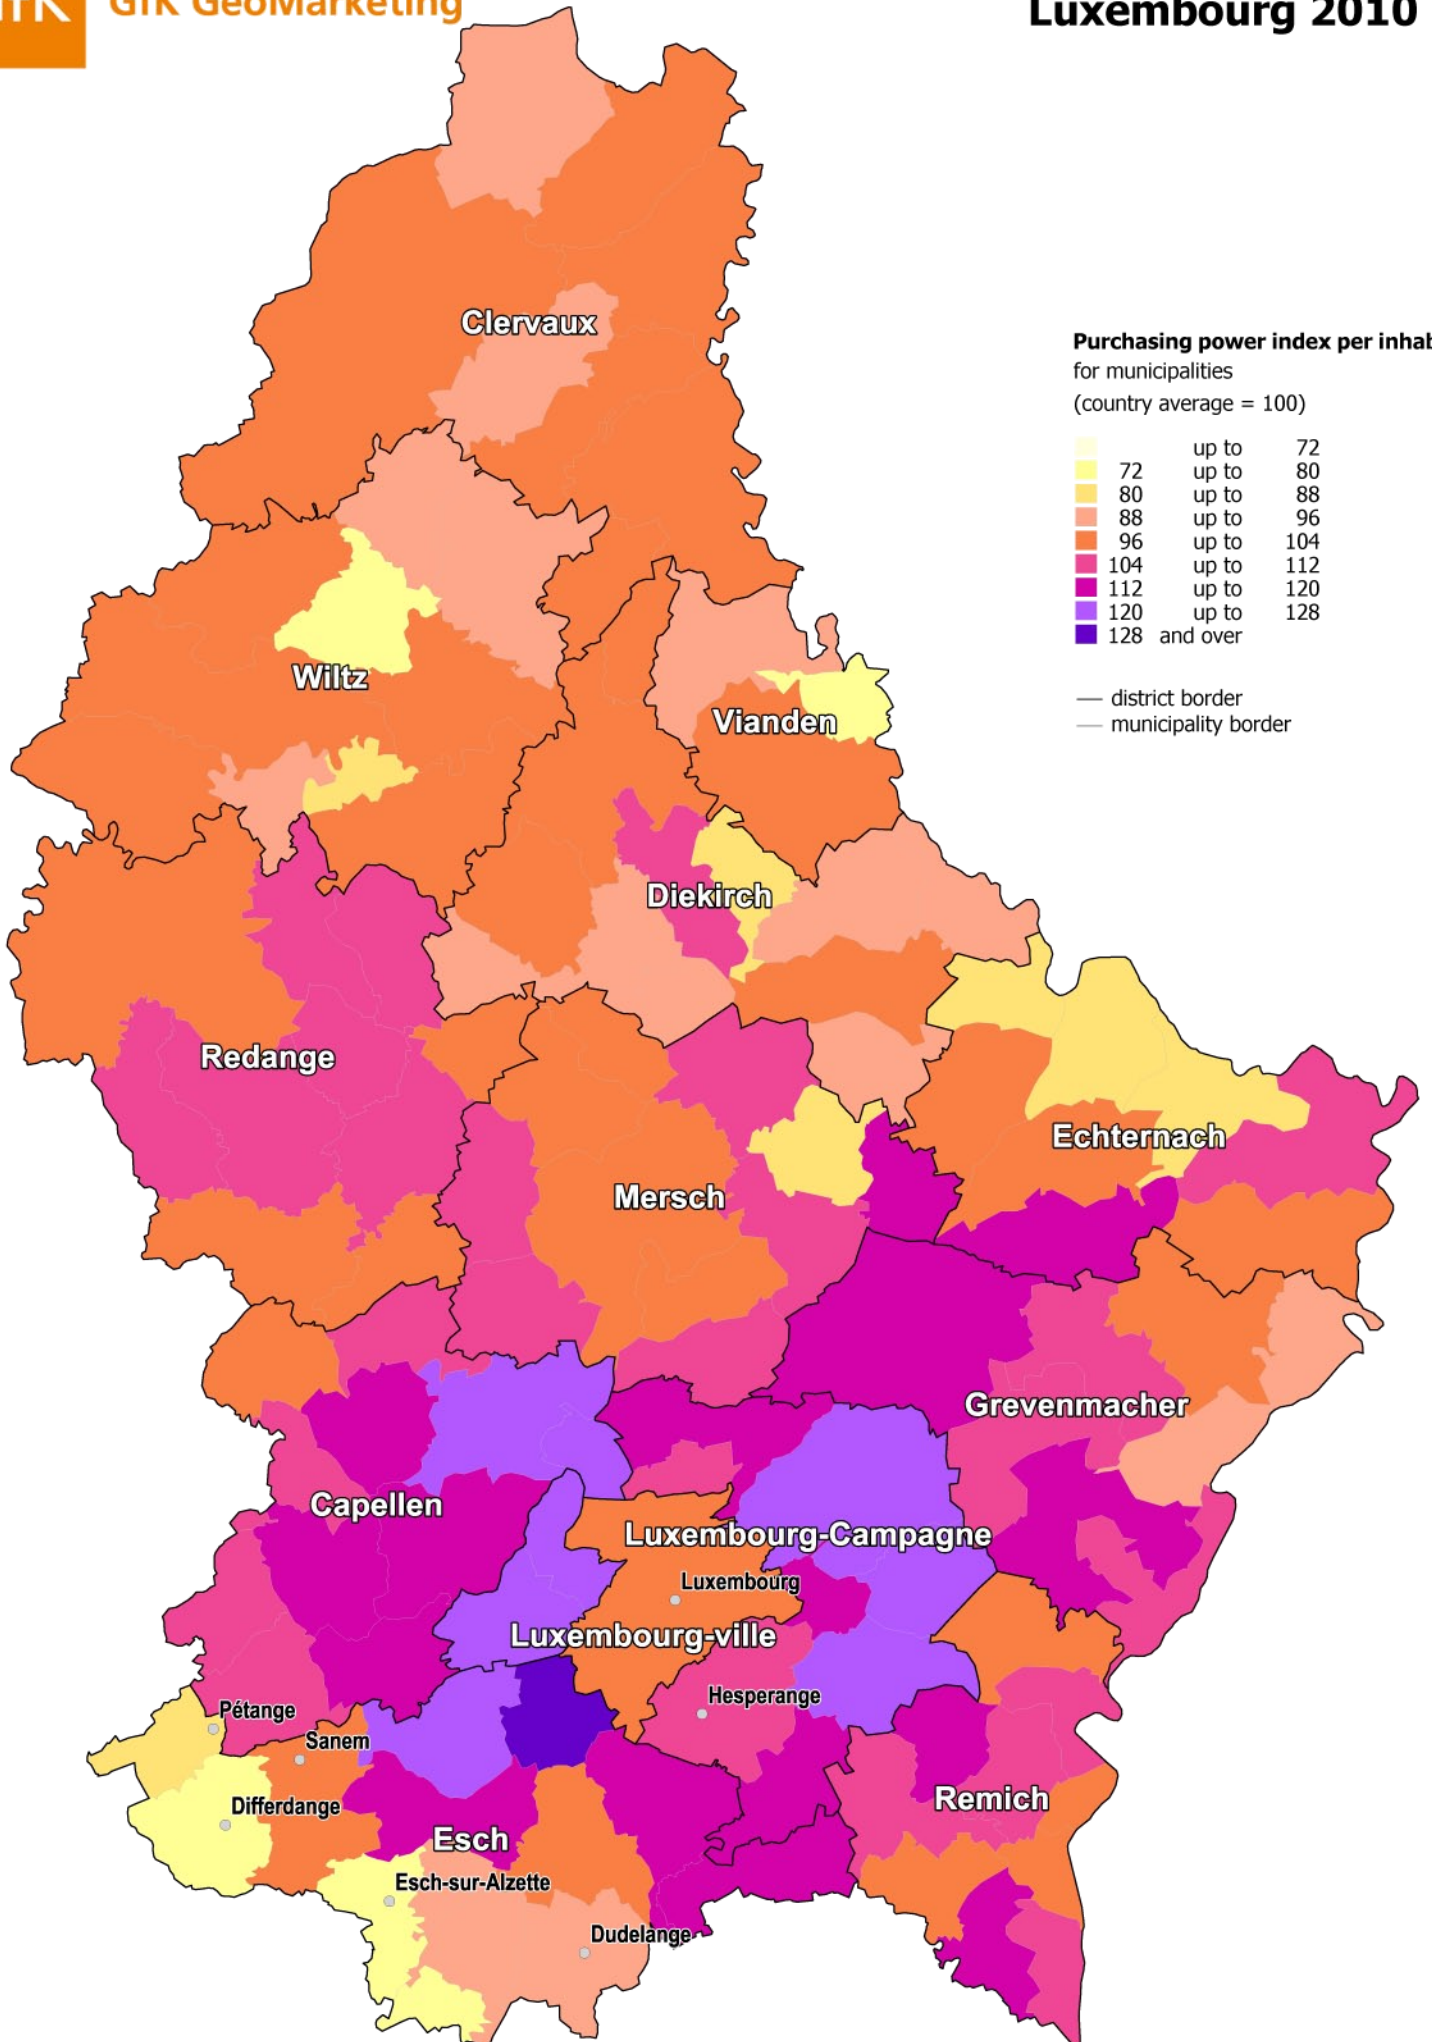 GfK GeoMarketing
Luxembourg 2010
Clervaux
Purchasing power index per inhab
for municipalities
(country average = 100)
up to 72
72 up to 80
80 up to 88
88 up to 96
96 up to 104
104 up to 112
112 up to 120
120 up to 128
128 and over
district border
municipality border
Wiltz
Vianden
Diekirch
Redange
Echternach
Mersch
Grevenmacher
Capellen
Luxembourg-Campagne
Luxembourg
Luxembourg-ville
Hesperange
Pétange
Sanem
Remich
Differdange
Esch
Esch-sur-Alzette
Dudelange